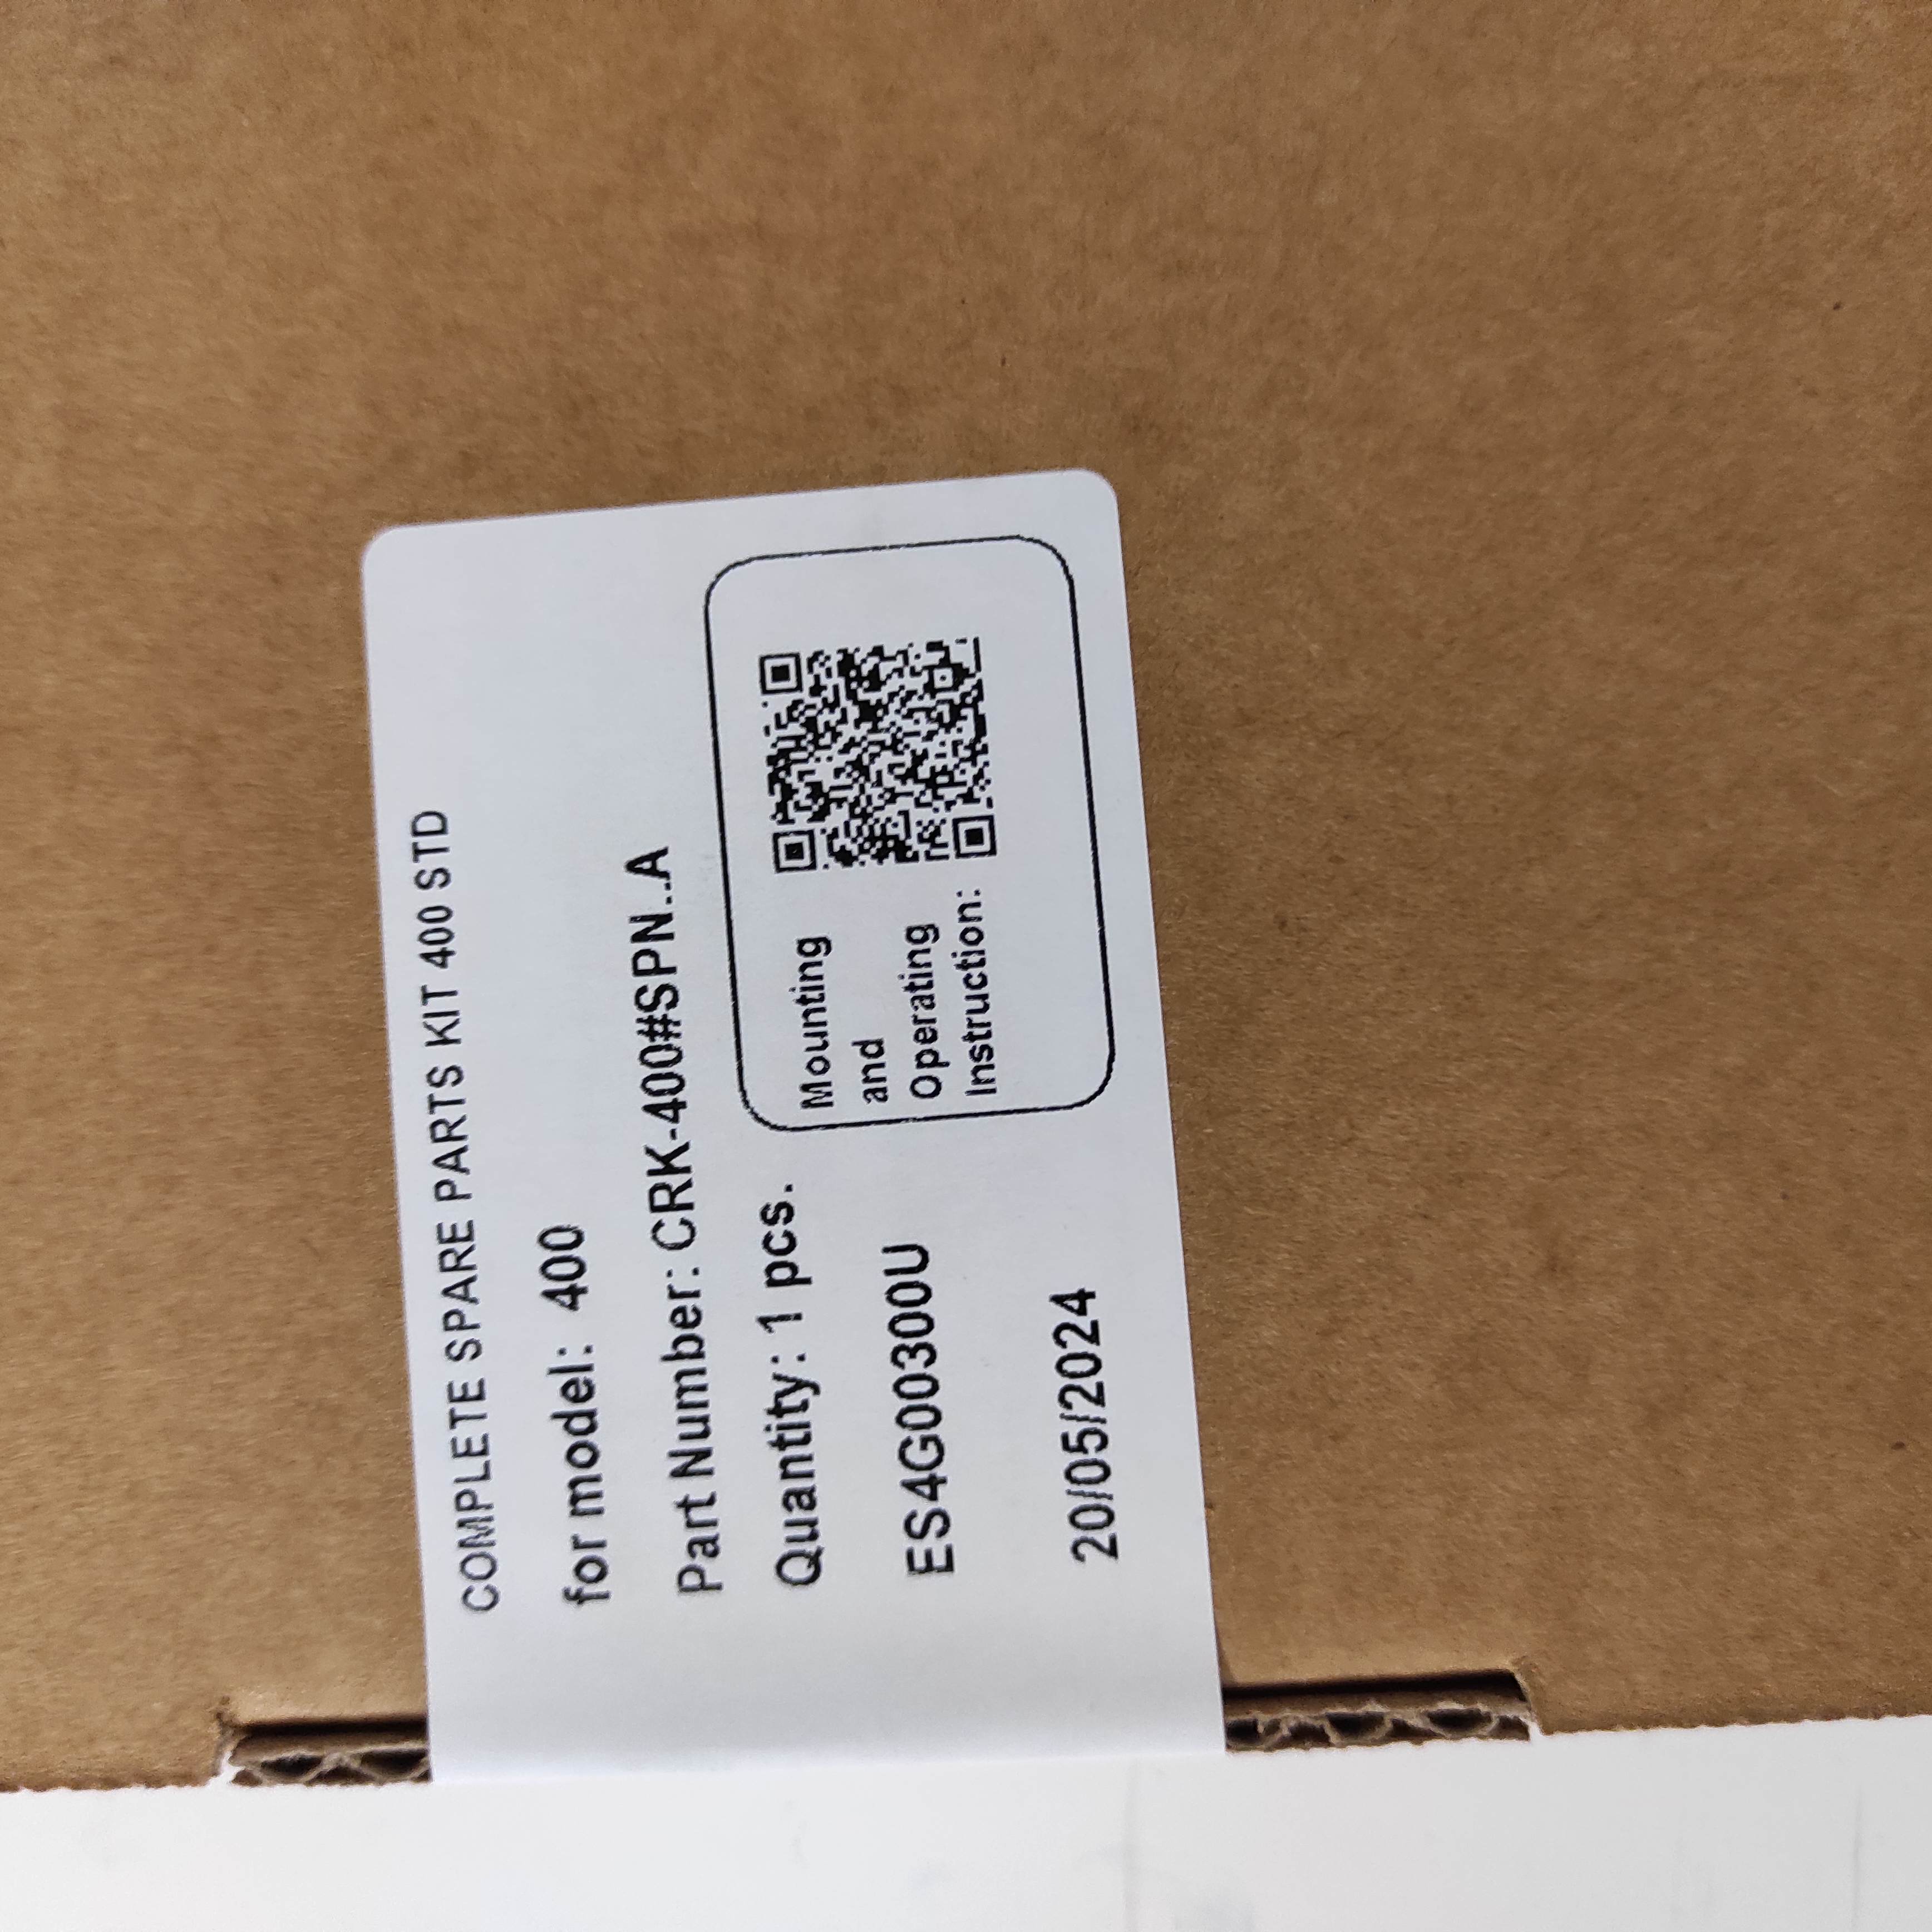 COMPLETE SPARE PARTS KIT 400 STD
for model: 400
Part Number: CRK-400#SPN..A
Quantity: 1 pcs.
ES4G00300U
20/05/2024
Mounting
and
Operating
Instruction: